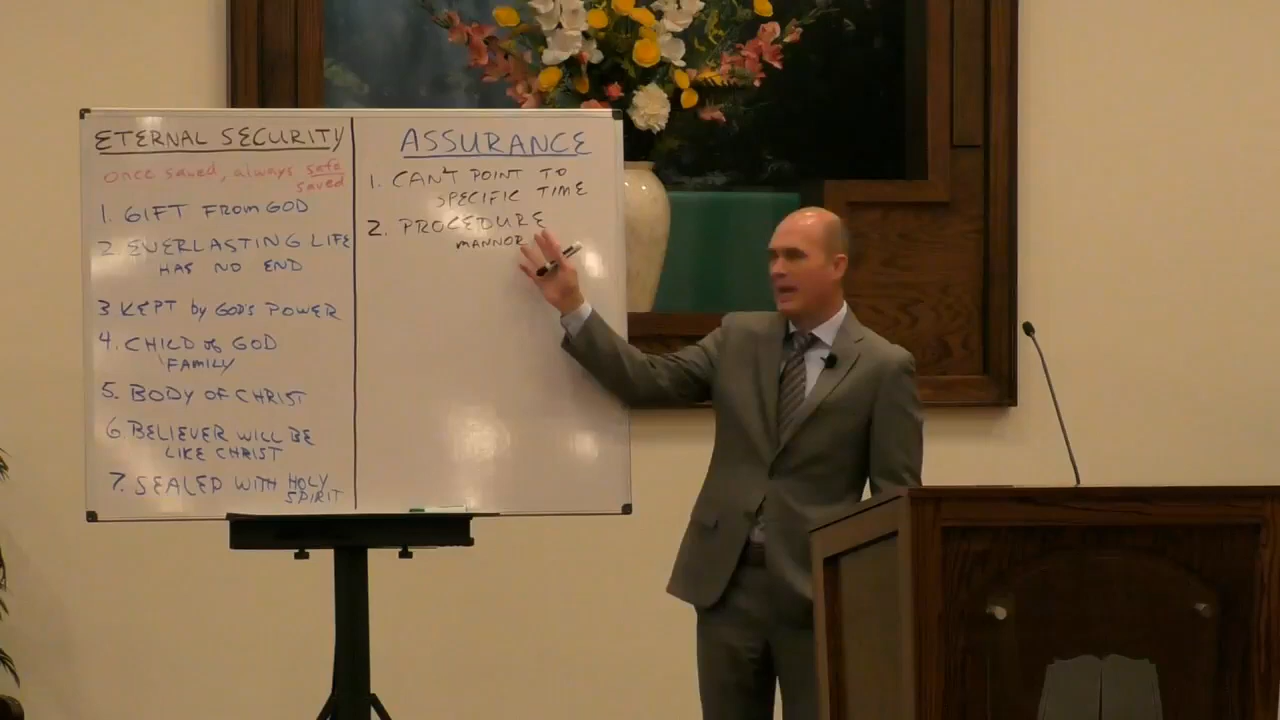 ETERNAL SECURITY
once saved, always safe
saved
1. GIFT FROM GOD
2. EVERLASTING LIFE
HAS NO END
3 KEPT by GOD'S POWER
4. CHILD of GOD
FAMILY
5. BODY OF CHRIST
6 BELIEVER WILL BE
LIKE CHRIST
7. SEALED WITH HOLY
SPIRIT
ASSURANCE
1. CAN'T POINT TO
SPECIFIC TIME
2. PROCEDURE
MANNOR